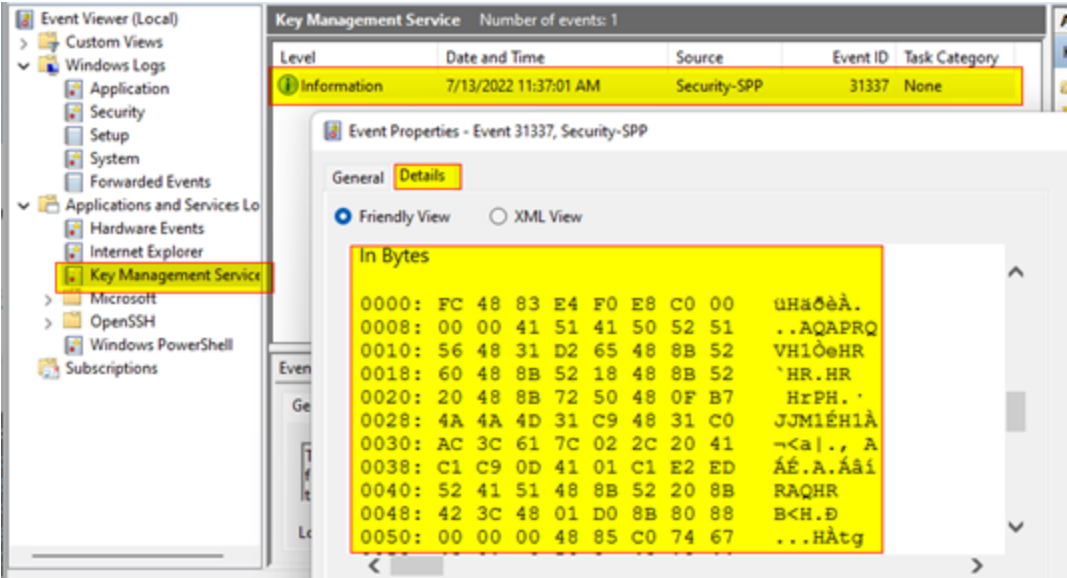 Event Viewer (Local)
Custom Views
Windows Logs
Application
Security
Setup
System
Forwarded Events
Applications and Services Lo
Hardware Events
Internet Explorer
Key Management Service
Microsoft
OpenSSH
Windows PowerShell
Subscriptions
Key Management Service Number of events: 1
Level Date and Time Source Event ID Task Category
Information 7/13/2022 11:37:01 AM Security-SPP 31337 None
Even
Ge
Lo
Event Properties - Event 31337, Security-SPP
General Details
Friendly View XML View
In Bytes
0000: FC 48 83 E4 F0 E8 C0 00 üHäðèÀ.
0008: 00 00 41 51 41 50 52 51 ..AQAPRQ
0010: 56 48 31 D2 65 48 8B 52 VH1ÒeHR
0018: 60 48 8B 52 18 48 8B 52 `HR.HR
0020: 20 48 8B 72 50 48 0F B7 HrPH.·
0028: 4A 4A 4D 31 C9 48 31 C0 JJM1ÉH1À
0030: AC 3C 61 7C 02 2C 20 41 ¬<a|., A
0038: C1 C9 0D 41 01 C1 E2 ED ÁÉ.A.Áâí
0040: 52 41 51 48 8B 52 20 8B RAQHR
0048: 42 3C 48 01 D0 8B 80 88 B<H.Ð
0050: 00 00 00 48 85 C0 74 67 ...HÀtg